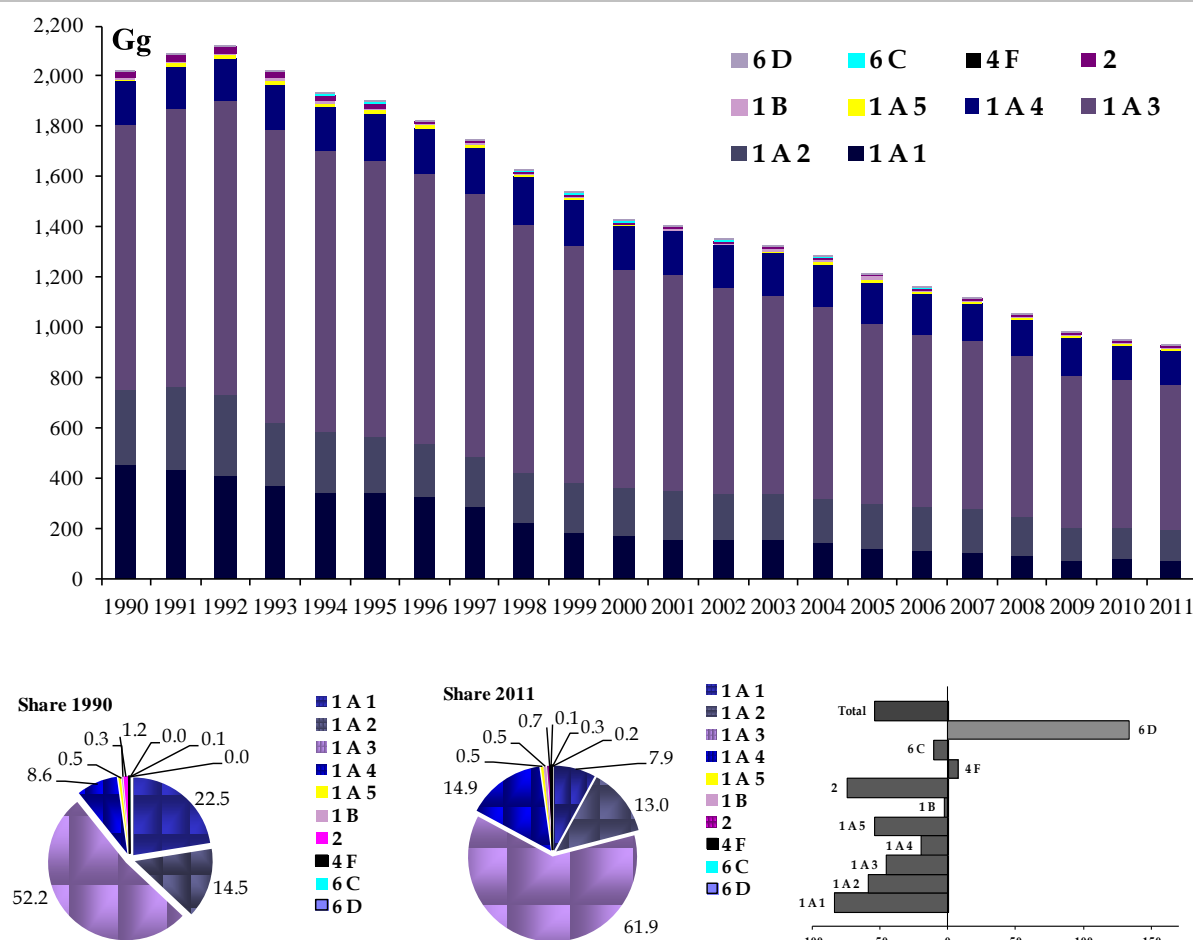 2,200
Gg
2,000
1,800
1,600
1,400
1,200
1,000
800
600
400
200
0
6 D 6 C 4 F 2
1 B 1 A 5 1 A 4 1 A 3
1 A 2 1 A 1
1990 1991 1992 1993 1994 1995 1996 1997 1998 1999 2000 2001 2002 2003 2004 2005 2006 2007 2008 2009 2010 2011
Share 1990
0.5
0.3
1.2
0.0
0.1
0.0
8.6
22.5
14.5
52.2
1 A 1
1 A 2
1 A 3
1 A 4
1 A 5
1 B
2
4 F
6 C
6 D
Share 2011
0.5
0.5
0.7
0.1
0.3
0.2
7.9
14.9
13.0
61.9
1 A 1
1 A 2
1 A 3
1 A 4
1 A 5
1 B
2
4 F
6 C
6 D
Total
6 D
6 C
4 F
2
1 B
1 A 5
1 A 4
1 A 3
1 A 2
1 A 1